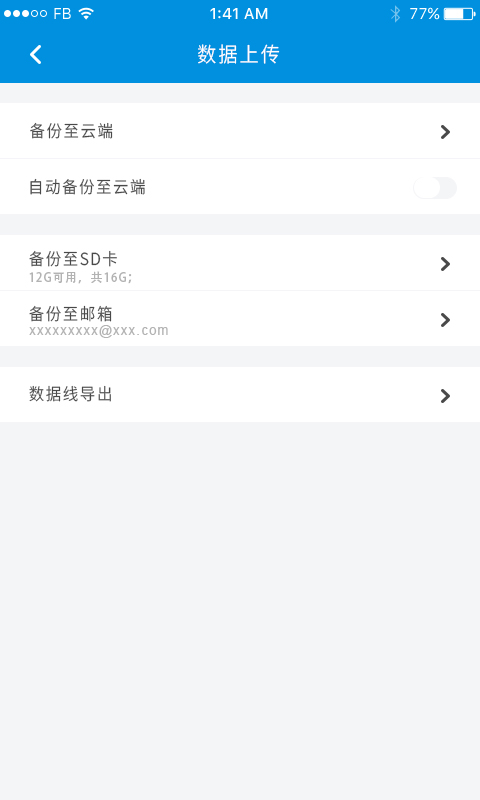 FB 1:41 AM 77%
数据上传
备份至云端
自动备份至云端
备份至SD卡
12G可用，共16G；
备份至邮箱
xxxxxxxxx@xxx.com
数据线导出